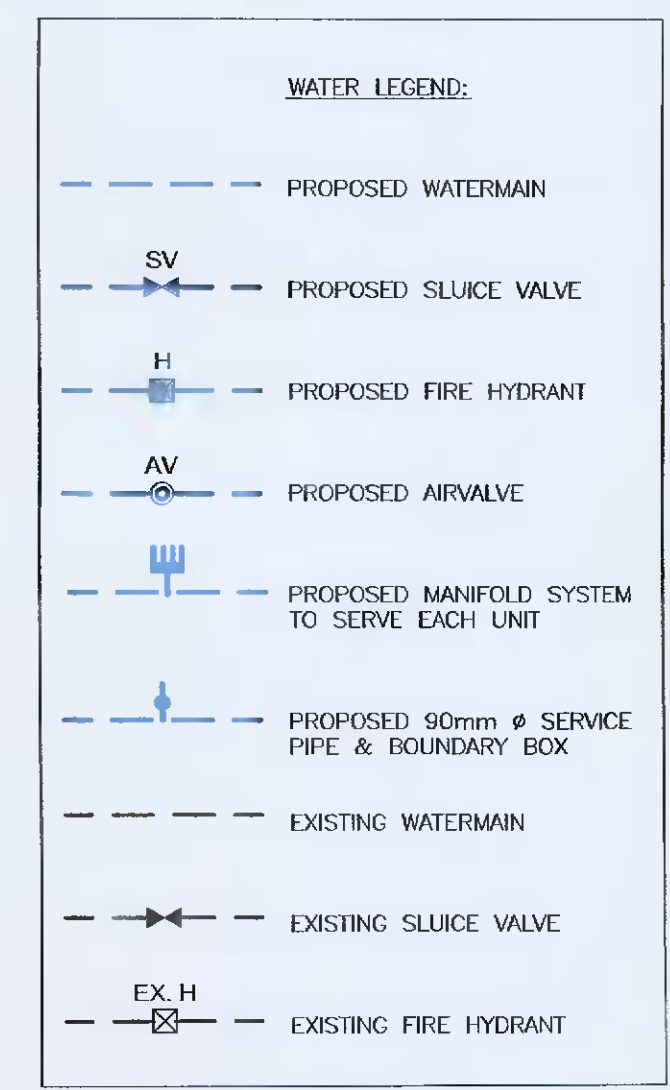 WATER LEGEND:
PROPOSED WATERMAIN
SV
PROPOSED SLUICE VALVE
H
PROPOSED FIRE HYDRANT
AV
PROPOSED AIRVALVE
PROPOSED MANIFOLD SYSTEM
TO SERVE EACH UNIT
PROPOSED 90mm ø SERVICE
PIPE & BOUNDARY BOX
EXISTING WATERMAIN
EXISTING SLUICE VALVE
EX. H
EXISTING FIRE HYDRANT